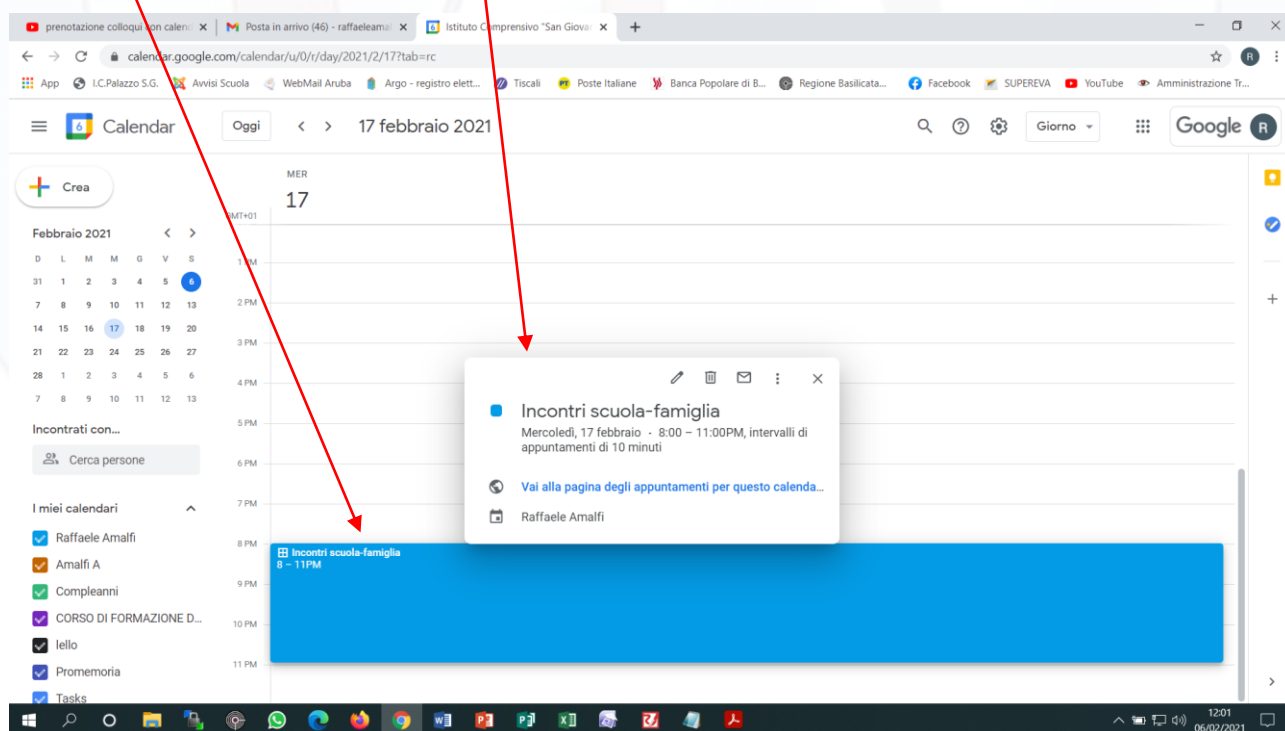 prenotazione colloqui con calend
Posta in arrivo (46) - raffaeleamal
Istituto Comprensivo "San Giovan
calendar.google.com/calendar/u/0/r/day/2021/2/17?tab=rc
R
App
I.C.Palazzo S.G.
Avvisi Scuola
WebMail Aruba
Argo - registro elett...
Tiscali
Poste Italiane
Banca Popolare di B...
Regione Basilicata...
Facebook
SUPEREVA
YouTube
Amministrazione Tr...
6 Calendar
Oggi
17 febbraio 2021
Giorno
Google
R
Crea
MER
17
GMT+01
Febbraio 2021
D L M M G V S
31 1 2 3 4 5 6
7 8 9 10 11 12 13
14 15 16 17 18 19 20
21 22 23 24 25 26 27
28 1 2 3 4 5 6
7 8 9 10 11 12 13
1 PM
2 PM
3 PM
4 PM
5 PM
6 PM
7 PM
8 PM
9 PM
10 PM
11 PM
Incontri scuola-famiglia
Mercoledì, 17 febbraio · 8:00 – 11:00PM, intervalli di
appuntamenti di 10 minuti
Vai alla pagina degli appuntamenti per questo calenda...
Raffaele Amalfi
Incontrati con...
Cerca persone
I miei calendari
Raffaele Amalfi
Amalfi A
Compleanni
CORSO DI FORMAZIONE D...
lello
Promemoria
Tasks
Incontri scuola-famiglia
8 – 11PM
12:01
06/02/2021